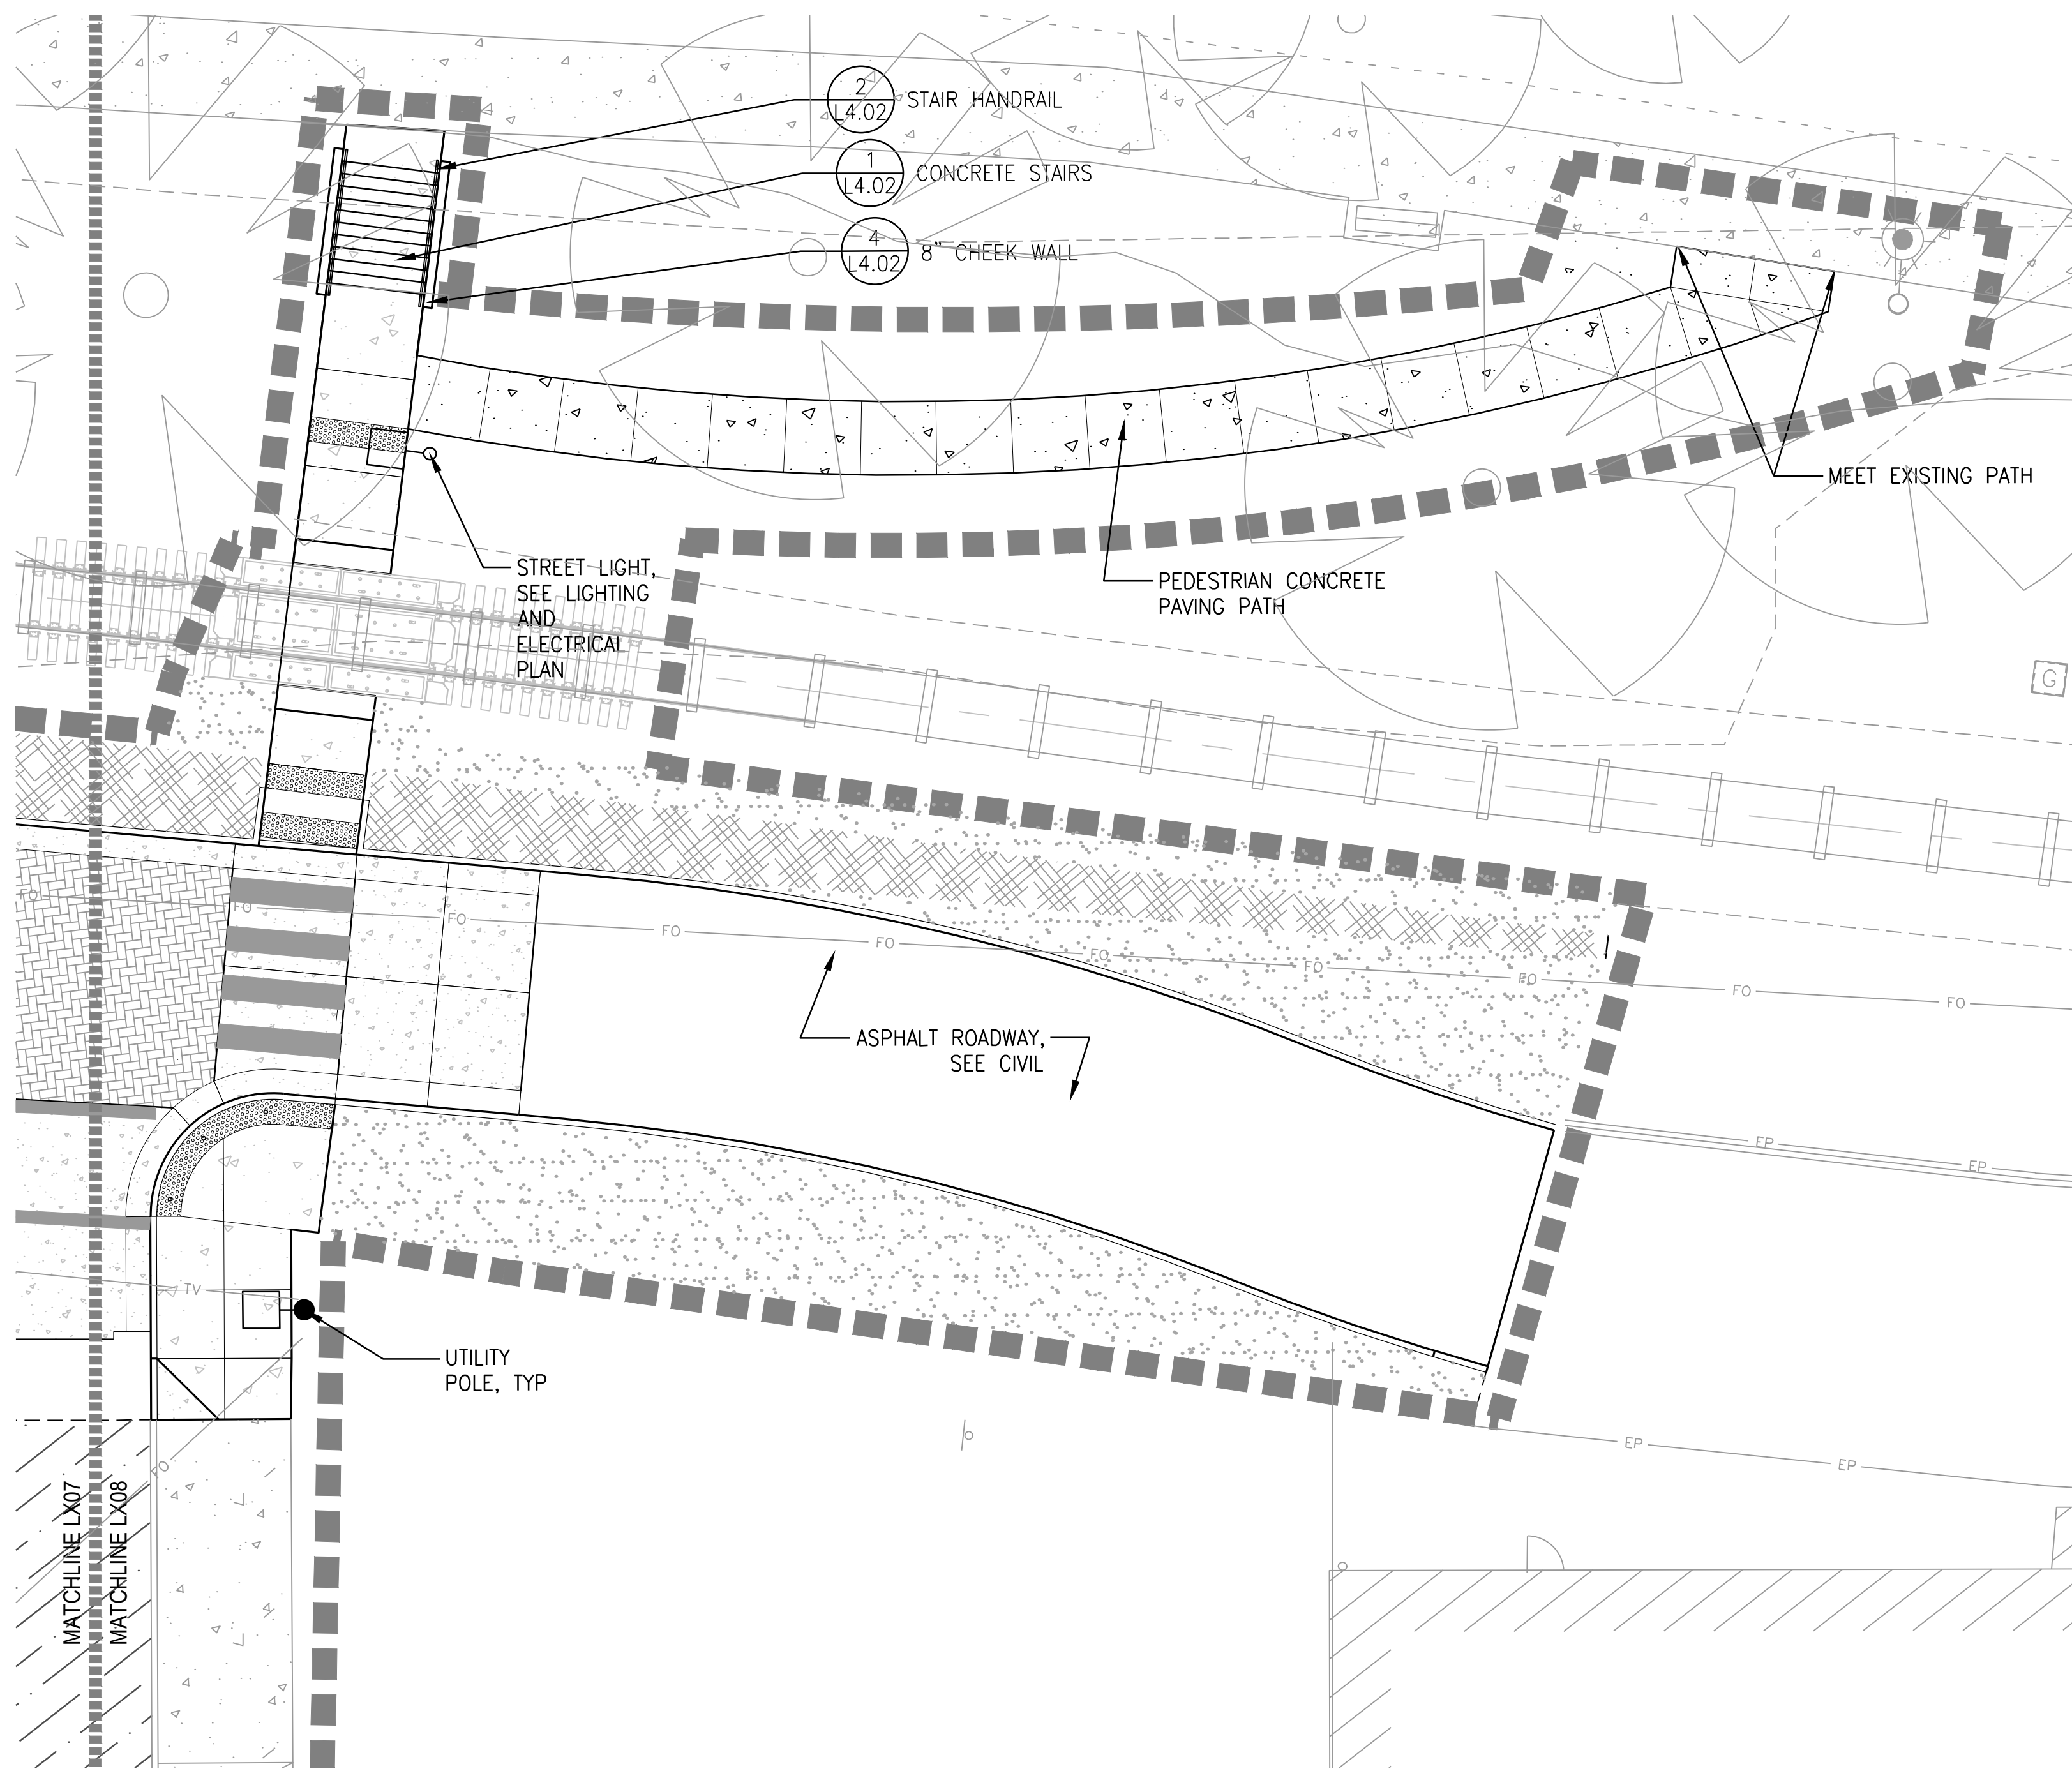 2
L4.02
STAIR HANDRAIL
1
L4.02
CONCRETE STAIRS
4
L4.02
8" CHEEK WALL
MEET EXISTING PATH
STREET LIGHT,
SEE LIGHTING
AND
ELECTRICAL
PLAN
PEDESTRIAN CONCRETE
PAVING PATH
G
FO
FO
FO
FO
FO
FO
FO
FO
FO
FO
ASPHALT ROADWAY,
SEE CIVIL
EP
EP
TV
UTILITY
POLE, TYP
EP
EP
FO
MATCHLINE LX07
MATCHLINE LX08